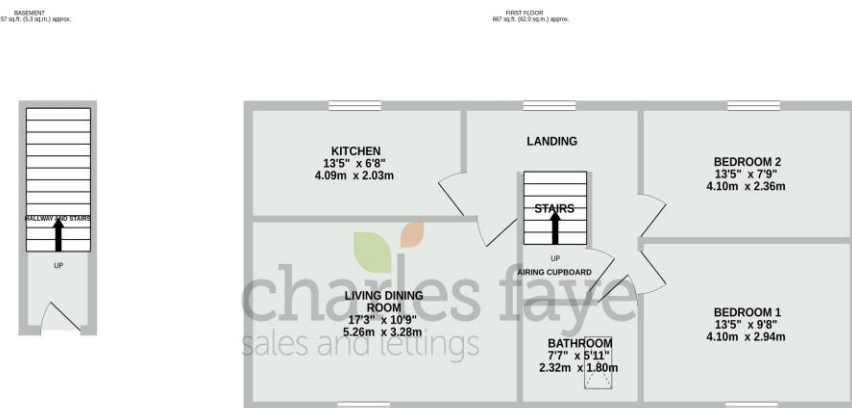 BASEMENT
57 sq.ft. (5.3 sq.m.) approx.
FIRST FLOOR
667 sq.ft. (62.0 sq.m.) approx.
HALLWAY AND STAIRS
UP
KITCHEN
13'5" x 6'8"
4.09m x 2.03m
LANDING
BEDROOM 2
13'5" x 7'9"
4.10m x 2.36m
STAIRS
UP
AIRING CUPBOARD
LIVING DINING
ROOM
17'3" x 10'9"
5.26m x 3.28m
BEDROOM 1
13'5" x 9'8"
4.10m x 2.94m
BATHROOM
7'7" x 5'11"
2.32m x 1.80m
charles faye
sales and lettings